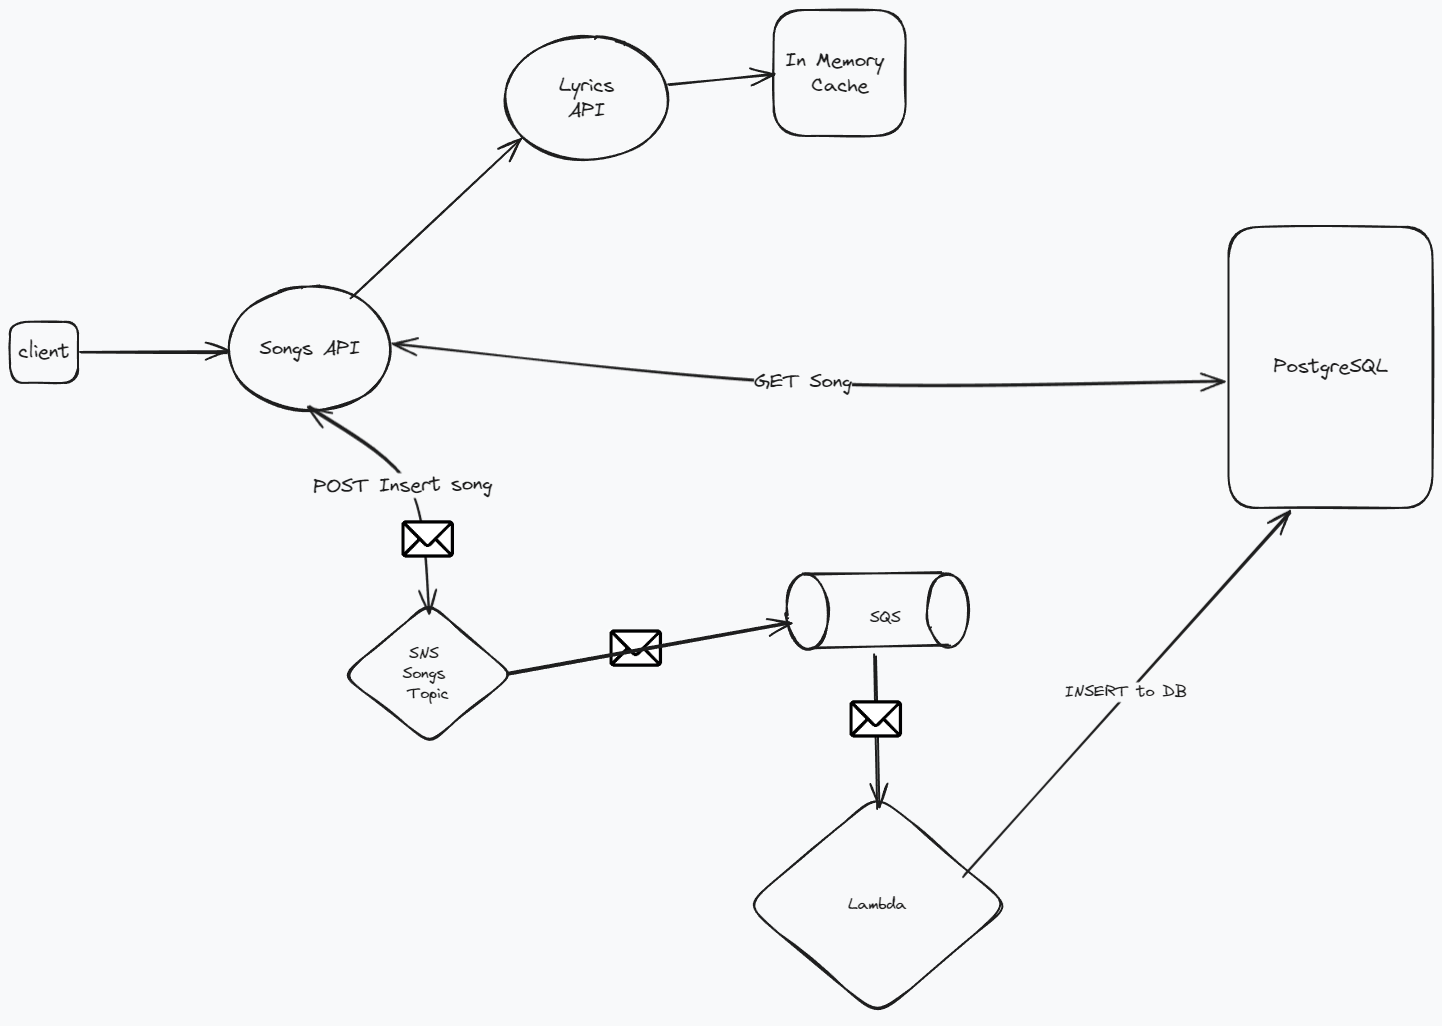 In Memory
Cache
Lyrics
API
client
Songs API
GET Song
PostgreSQL
POST Insert song
SNS
Songs
Topic
SQS
INSERT to DB
Lambda